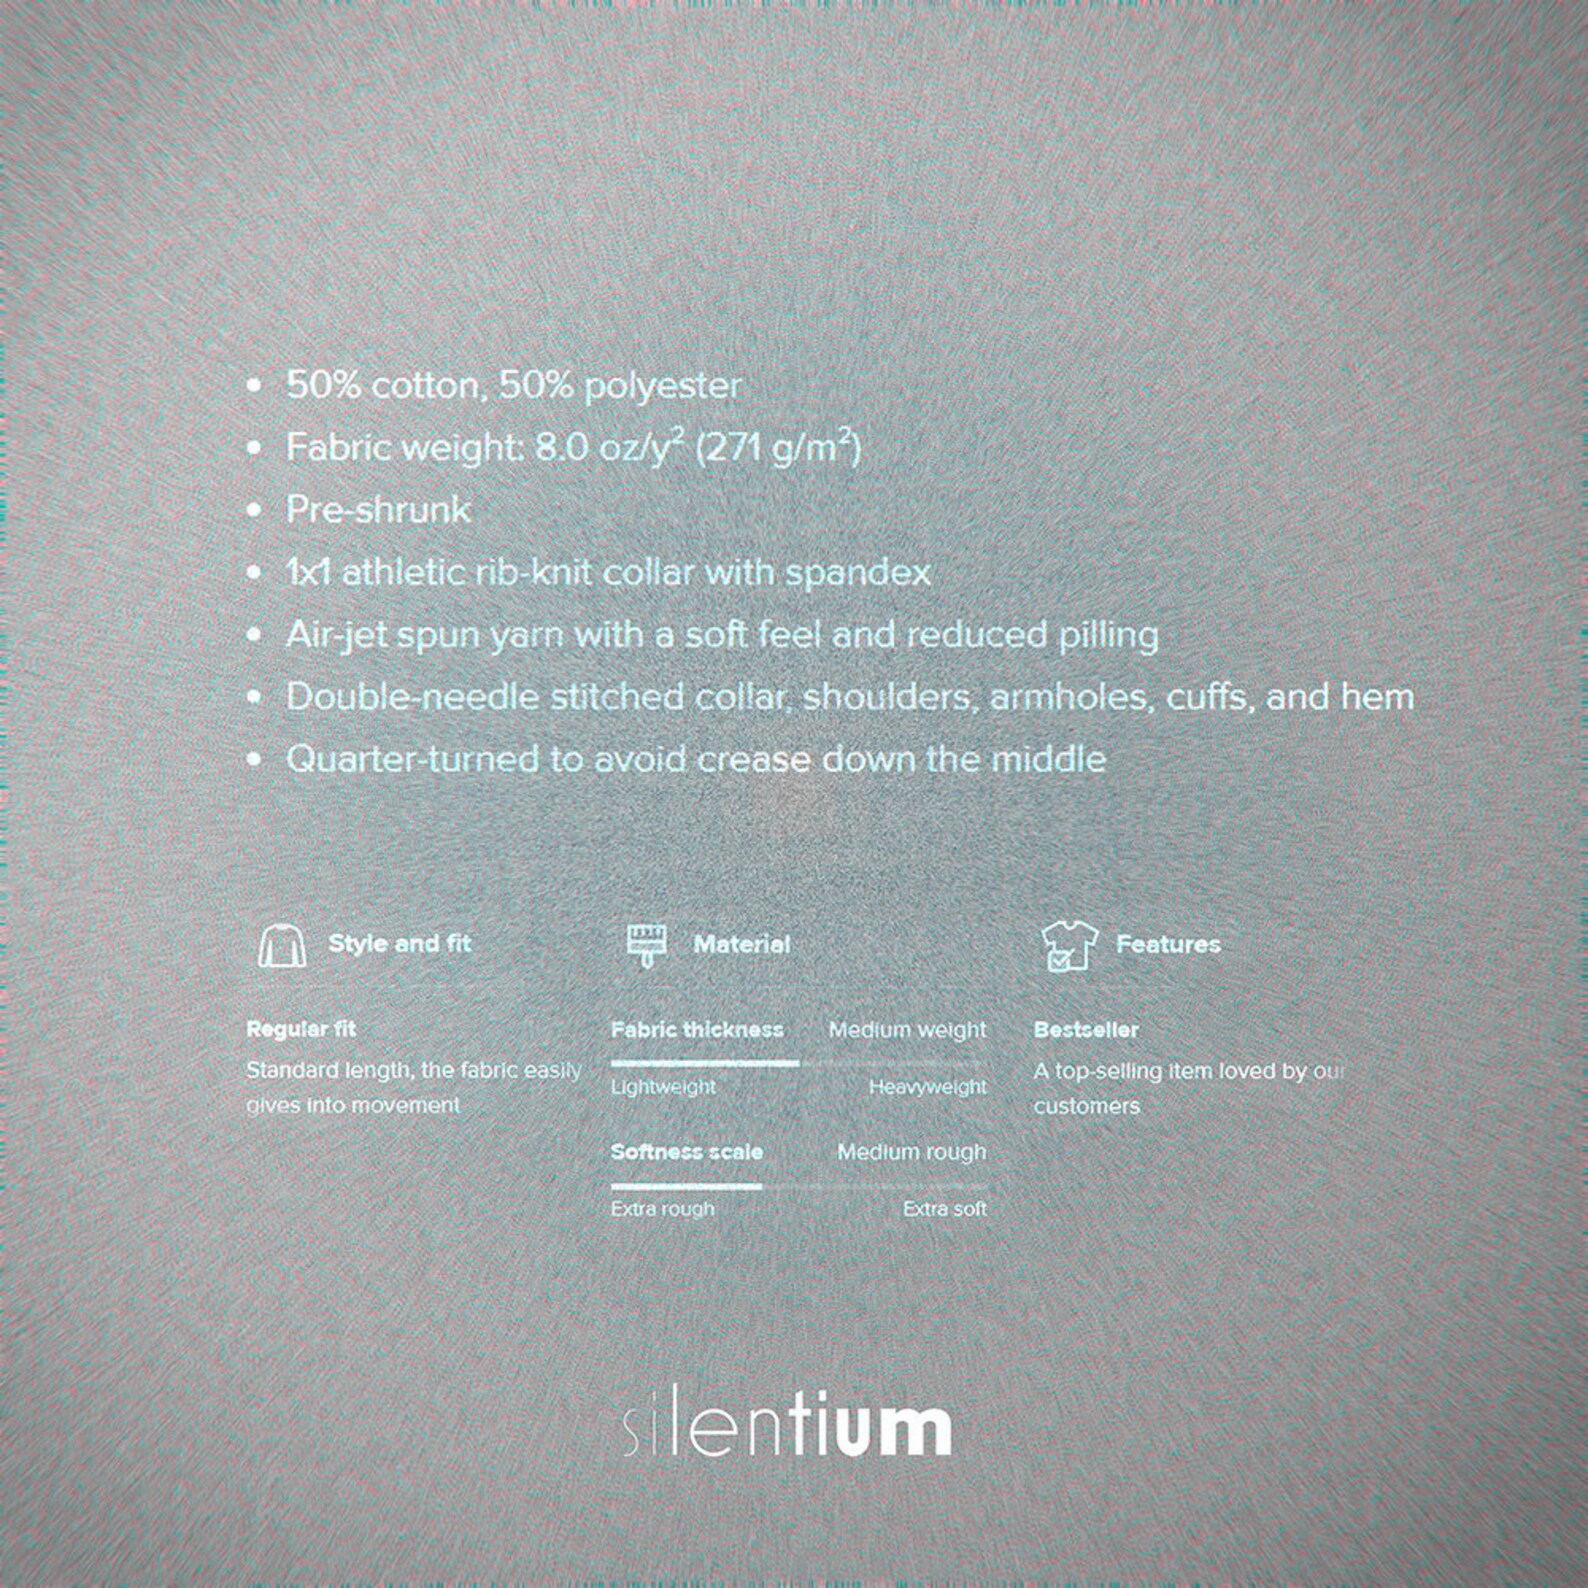 • 50% cotton, 50% polyester
• Fabric weight: 8.0 oz/y² (271 g/m²)
• Pre-shrunk
• 1x1 athletic rib-knit collar with spandex
• Air-jet spun yarn with a soft feel and reduced pilling
• Double-needle stitched collar, shoulders, armholes, cuffs, and hem
• Quarter-turned to avoid crease down the middle
Style and fit
Regular fit
Standard length, the fabric easily
gives into movement
Material
Fabric thickness Medium weight
Lightweight Heavyweight
Softness scale Medium rough
Extra rough Extra soft
Features
Bestseller
A top-selling item loved by our
customers
silentium